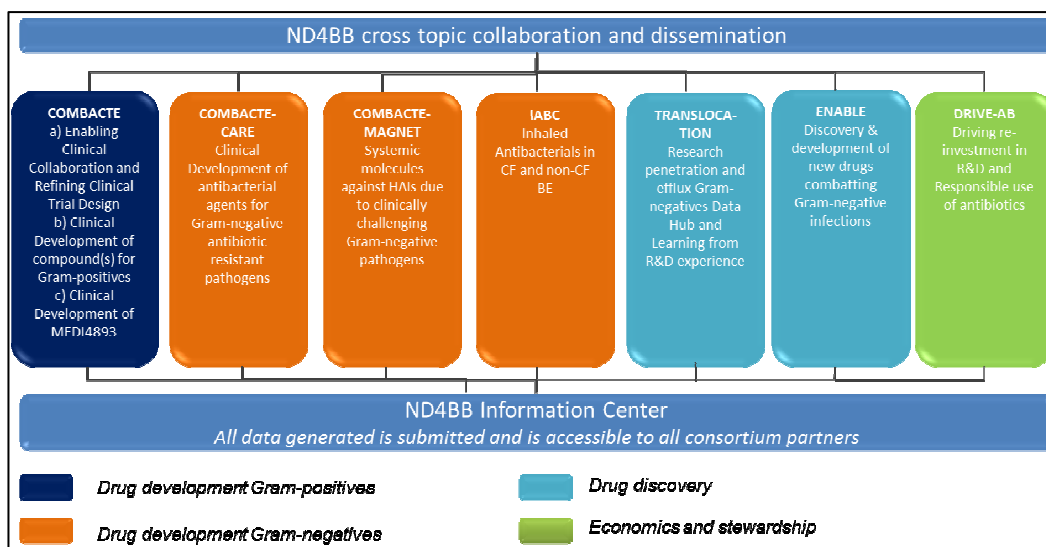 ND4BB cross topic collaboration and dissemination
COMBACTE
a) Enabling
Clinical
Collaboration and
Refining Clinical
Trial Design
b) Clinical
Development of
compound(s) for
Gram-positives
c) Clinical
Development of
MEDI4893
COMBACTE-
CARE
Clinical
Development of
antibacterial
agents for
Gram-negative
antibiotic
resistant
pathogens
COMBACTE-
MAGNET
Systemic
molecules
against HAIs due
to clinically
challenging
Gram-negative
pathogens
iABC
Inhaled
Antibacterials in
CF and non-CF
BE
TRANSLOCA-
TION
Research
penetration and
efflux Gram-
negatives Data
Hub and
Learning from
R&D experience
ENABLE
Discovery &
development of
new drugs
combatting
Gram-negative
infections
DRIVE-AB
Driving re-
investment in
R&D and
Responsible use
of antibiotics
ND4BB Information Center
All data generated is submitted and is accessible to all consortium partners
Drug development Gram-positives
Drug discovery
Drug development Gram-negatives
Economics and stewardship